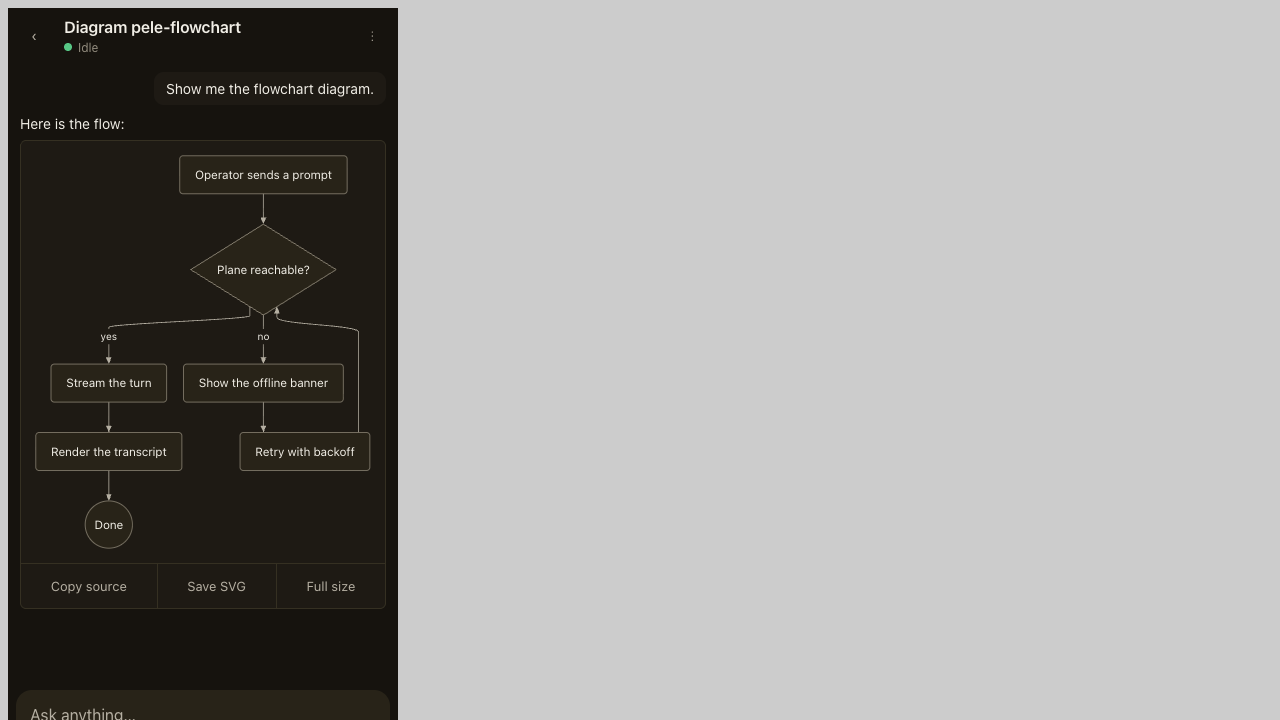 Diagram pele-flowchart
Idle
Show me the flowchart diagram.
Here is the flow:
Operator sends a prompt
Plane reachable?
yes
no
Stream the turn
Show the offline banner
Render the transcript
Retry with backoff
Done
Copy source
Save SVG
Full size
Ask anything...